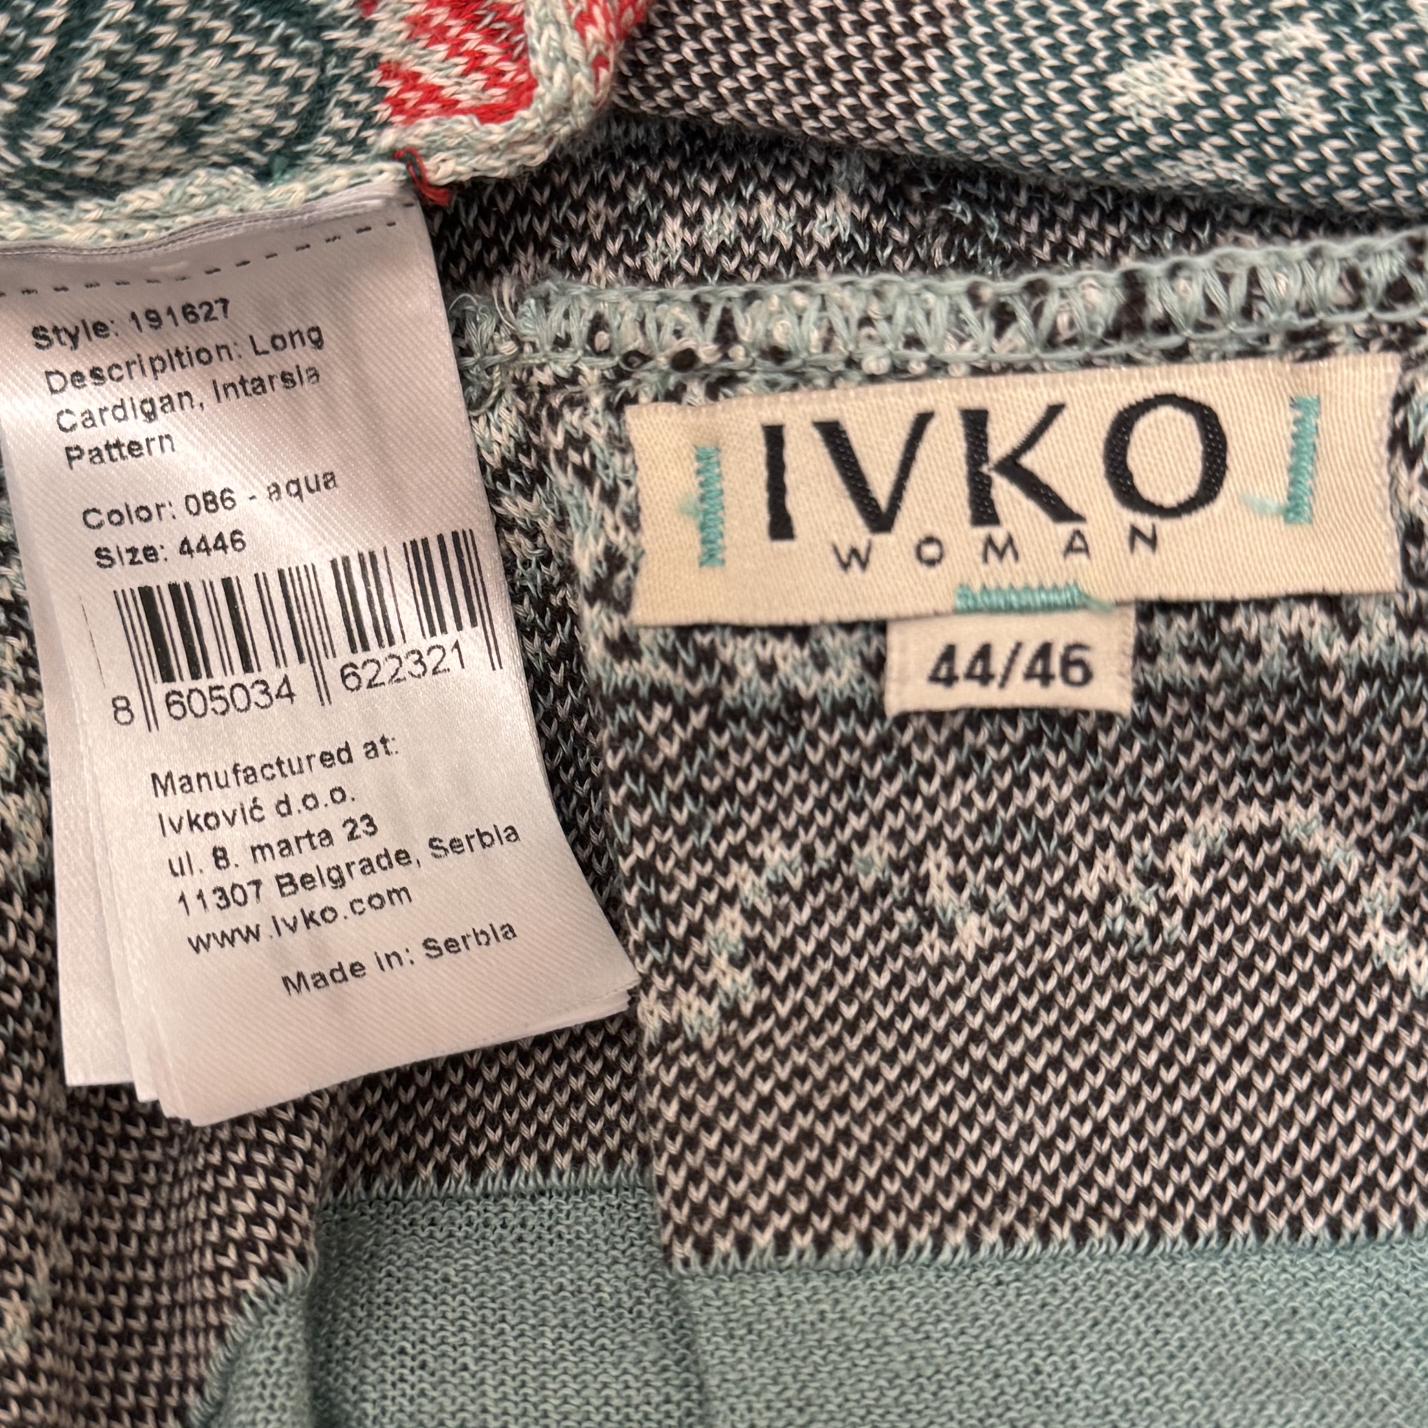 Style: 191627
Descripition: Long
Cardigan, Intarsia
Pattern
Color: 086 - aqua
Size: 4446
8 605034 622321
Manufactured at:
Ivković d.o.o.
ul. 8. marta 23
11307 Belgrade, Serbia
www.ivko.com
Made in: Serbia
IVKO
WOMAN
44/46